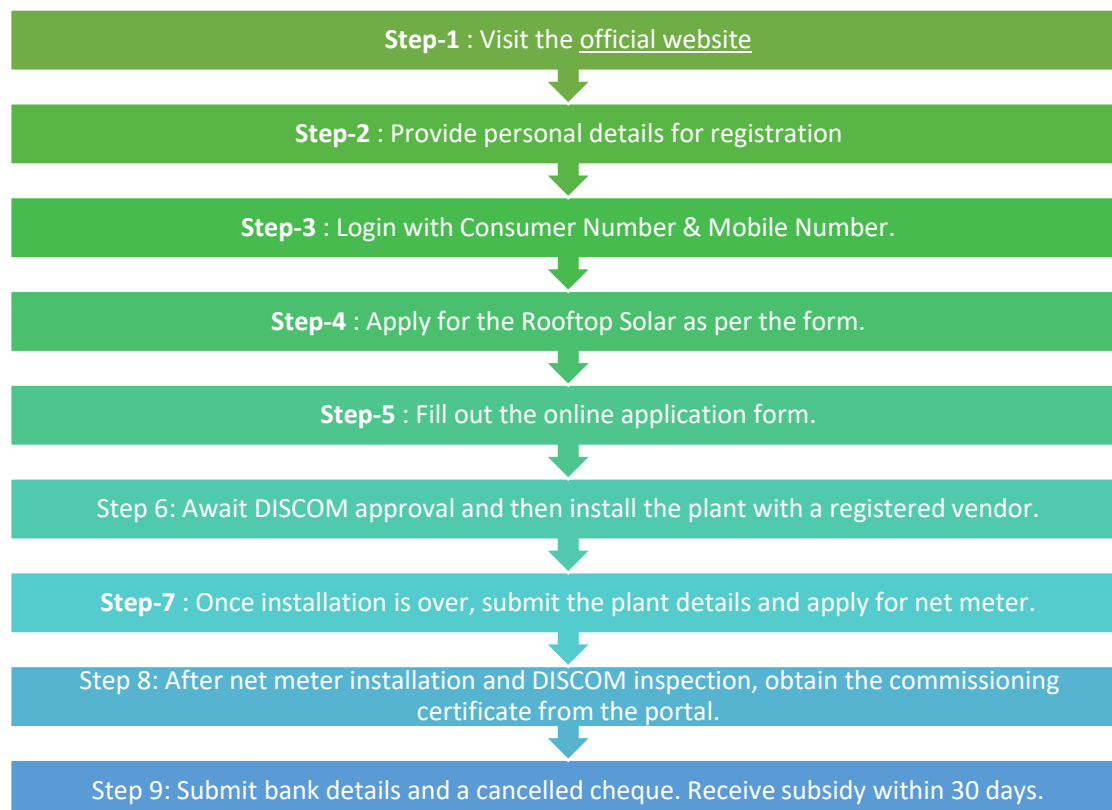 Step-1 : Visit the official website
Step-2 : Provide personal details for registration
Step-3 : Login with Consumer Number & Mobile Number.
Step-4 : Apply for the Rooftop Solar as per the form.
Step-5 : Fill out the online application form.
Step 6: Await DISCOM approval and then install the plant with a registered vendor.
Step-7 : Once installation is over, submit the plant details and apply for net meter.
Step 8: After net meter installation and DISCOM inspection, obtain the commissioning
certificate from the portal.
Step 9: Submit bank details and a cancelled cheque. Receive subsidy within 30 days.